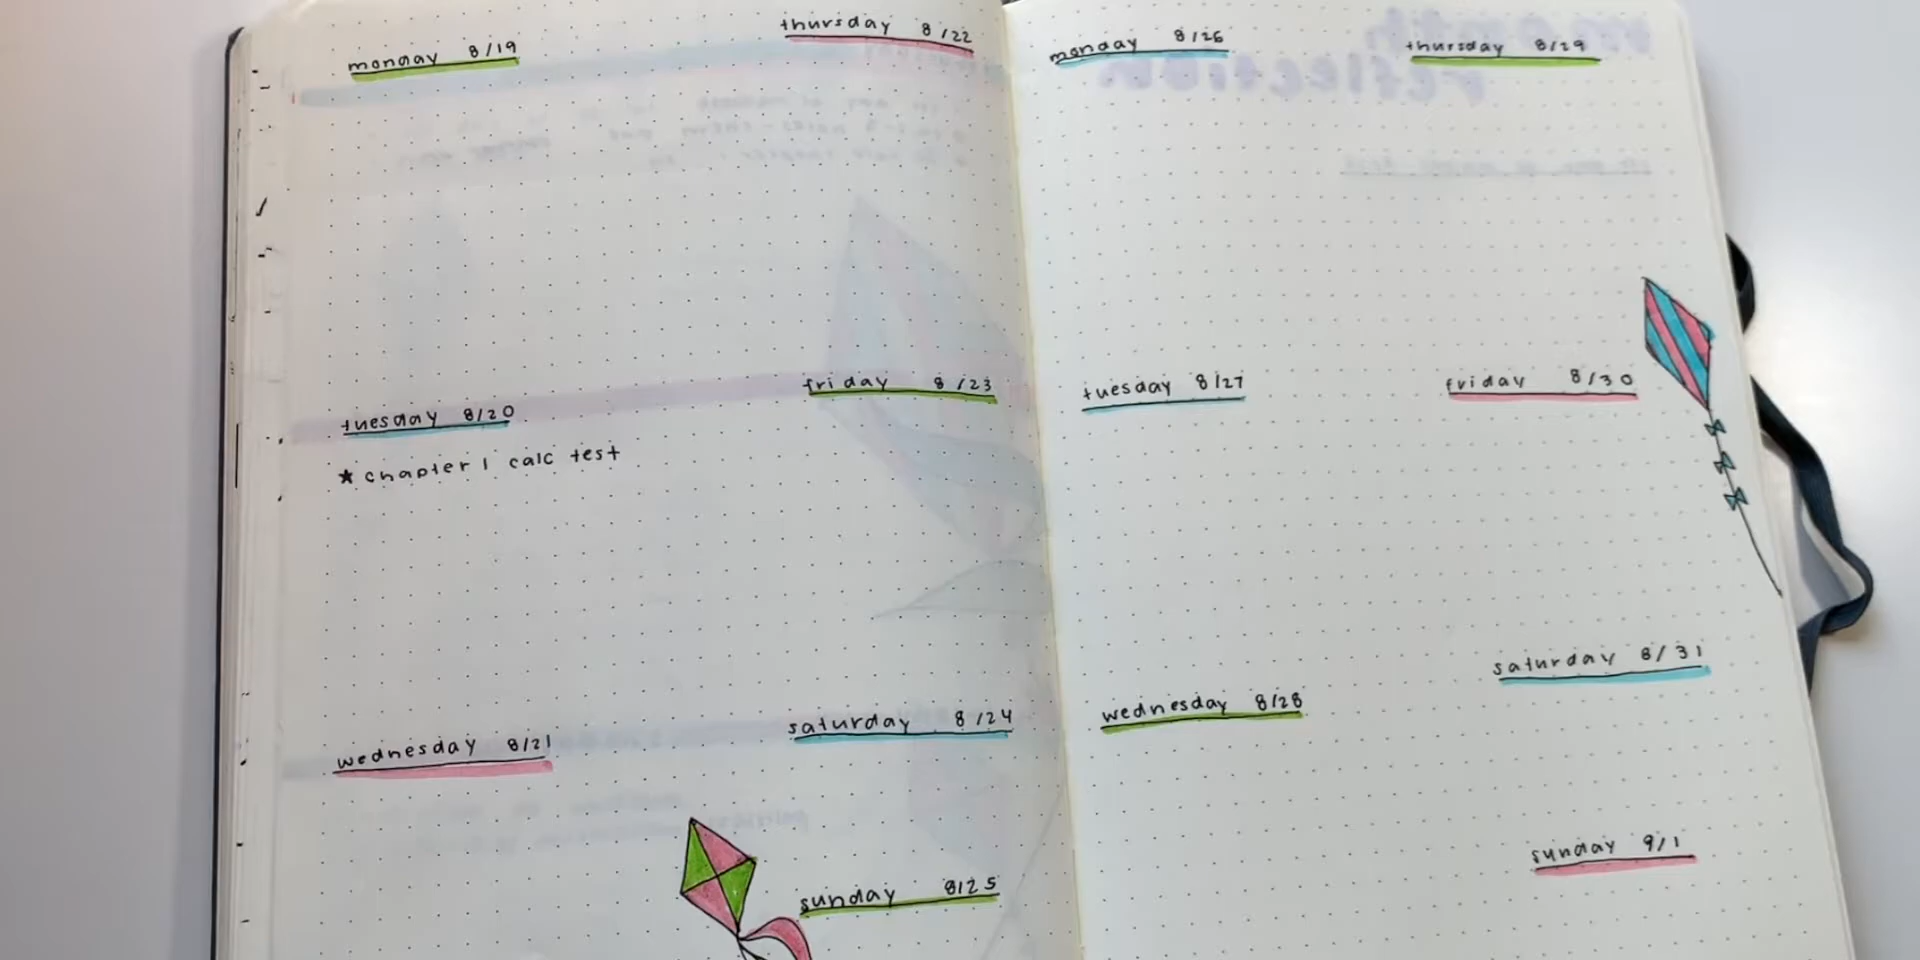 monday 8/19
tuesday 8/20
★ chapter 1 calc test
wednesday 8/21
thursday 8/22
friday 8/23
saturday 8/24
sunday 8/25
monday 8/26
tuesday 8/27
wednesday 8/28
thursday 8/29
friday 8/30
saturday 8/31
sunday 9/1
month
reflection